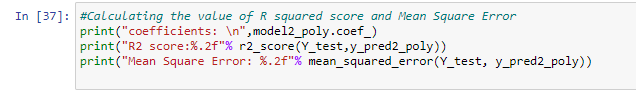 In [37]: #Calculating the value of R squared score and Mean Square Error
print("coefficients: \n",model2_poly.coef_)
print("R2 score:%.2f"% r2_score(Y_test,y_pred2_poly))
print("Mean Square Error: %.2f"% mean_squared_error(Y_test, y_pred2_poly))